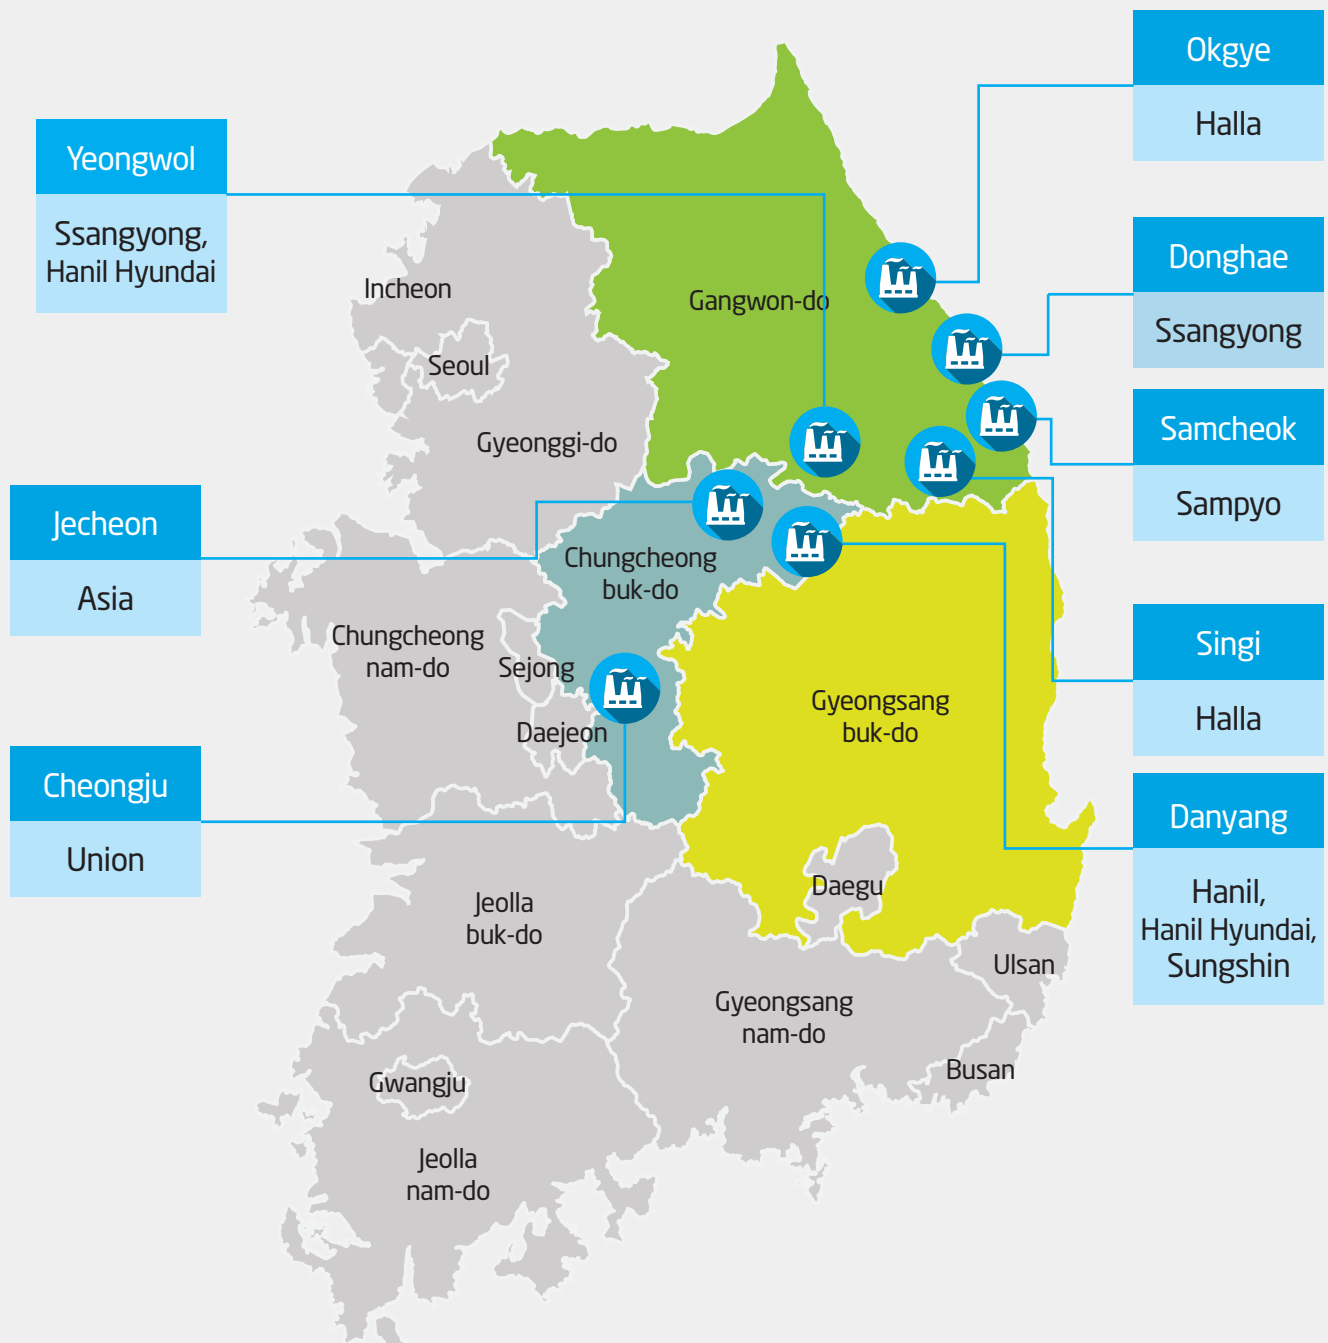 Okgye
Halla
Yeongwol
Ssangyong,
Hanil Hyundai
Donghae
Ssangyong
Incheon
Gangwon-do
Seoul
Samcheok
Sampyo
Gyeonggi-do
Jecheon
Asia
Chungcheong
buk-do
Chungcheong
nam-do
Sejong
Singi
Halla
Gyeongsang
buk-do
Daejeon
Cheongju
Union
Danyang
Hanil,
Hanil Hyundai,
Sungshin
Daegu
Jeolla
buk-do
Ulsan
Gyeongsang
nam-do
Busan
Gwangju
Jeolla
nam-do